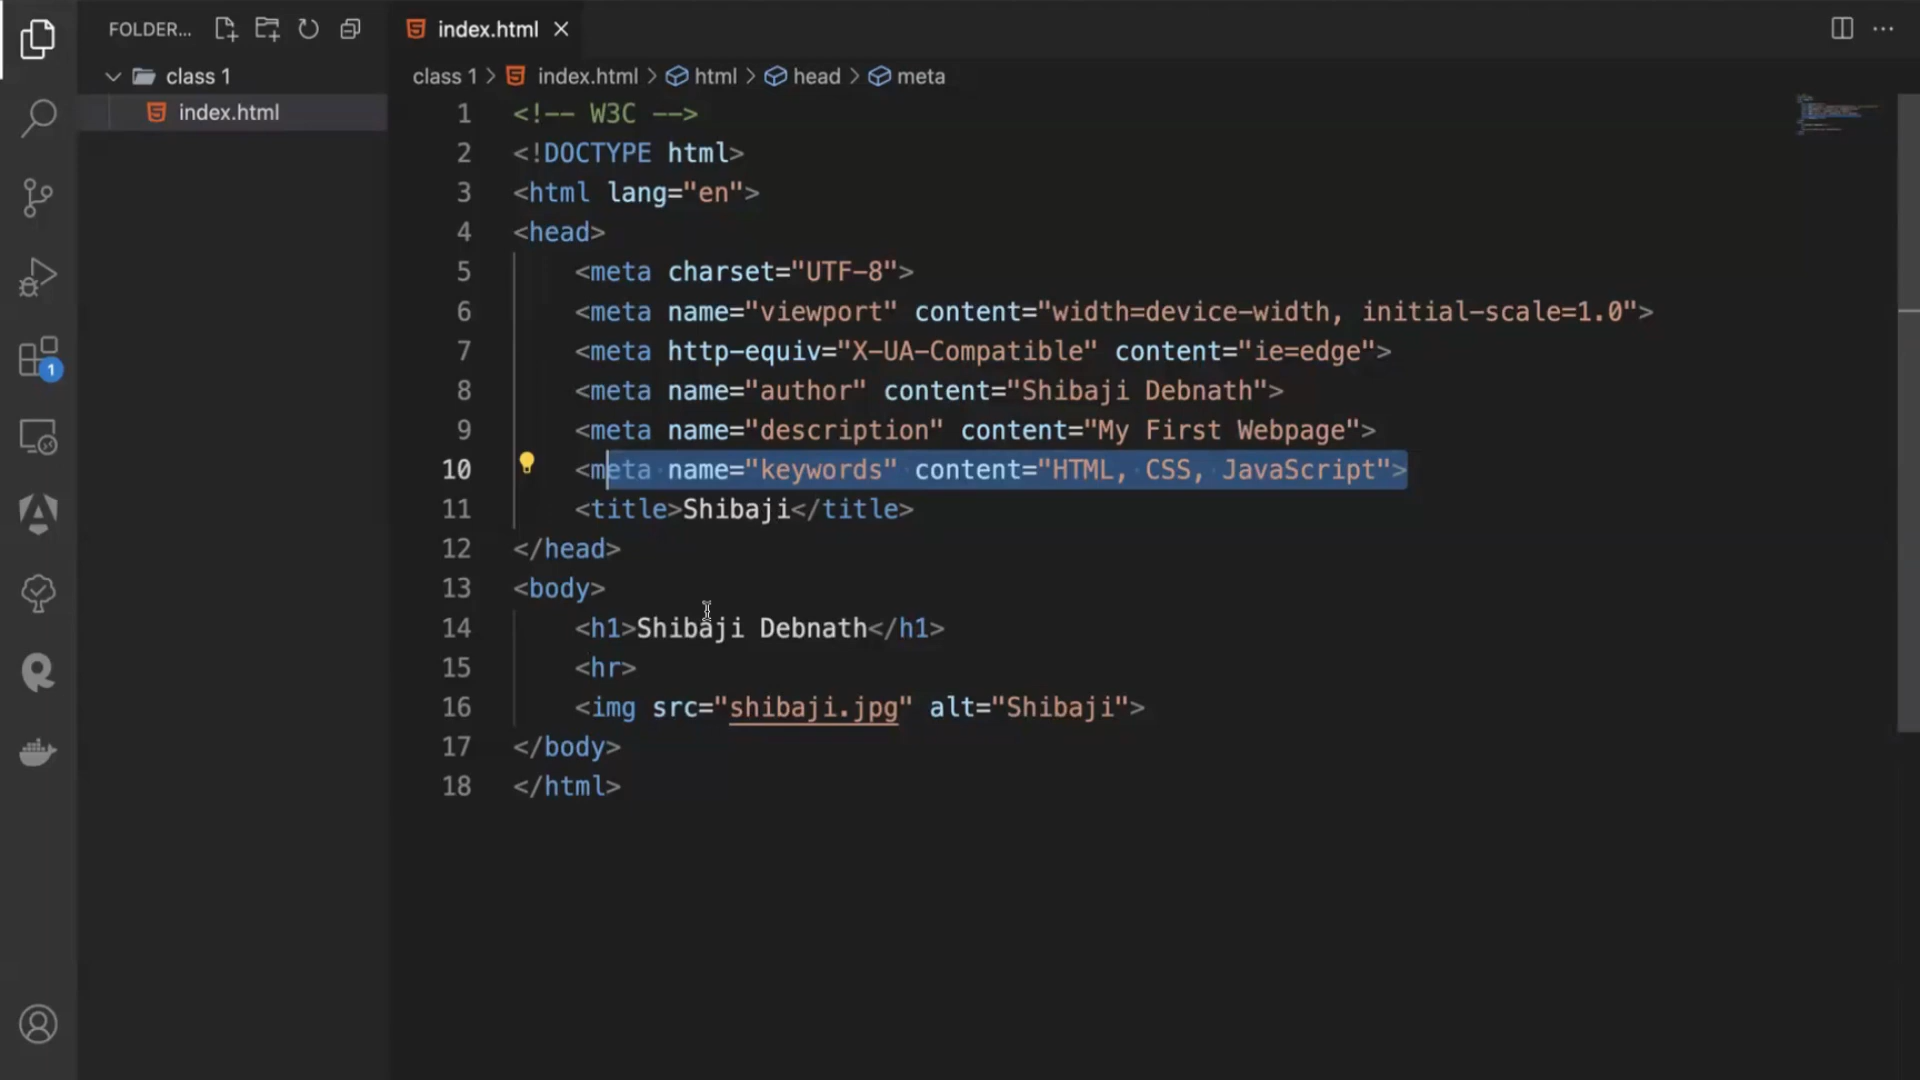 FOLDER...
index.html
class 1
index.html
class 1 > index.html > html > head > meta
1 <!-- W3C -->
2 <!DOCTYPE html>
3 <html lang="en">
4 <head>
5 <meta charset="UTF-8">
6 <meta name="viewport" content="width=device-width, initial-scale=1.0">
7 <meta http-equiv="X-UA-Compatible" content="ie=edge">
8 <meta name="author" content="Shibaji Debnath">
9 <meta name="description" content="My First Webpage">
10 <meta name="keywords" content="HTML, CSS, JavaScript">
11 <title>Shibaji</title>
12 </head>
13 <body>
14 <h1>Shibaji Debnath</h1>
15 <hr>
16 <img src="shibaji.jpg" alt="Shibaji">
17 </body>
18 </html>
1